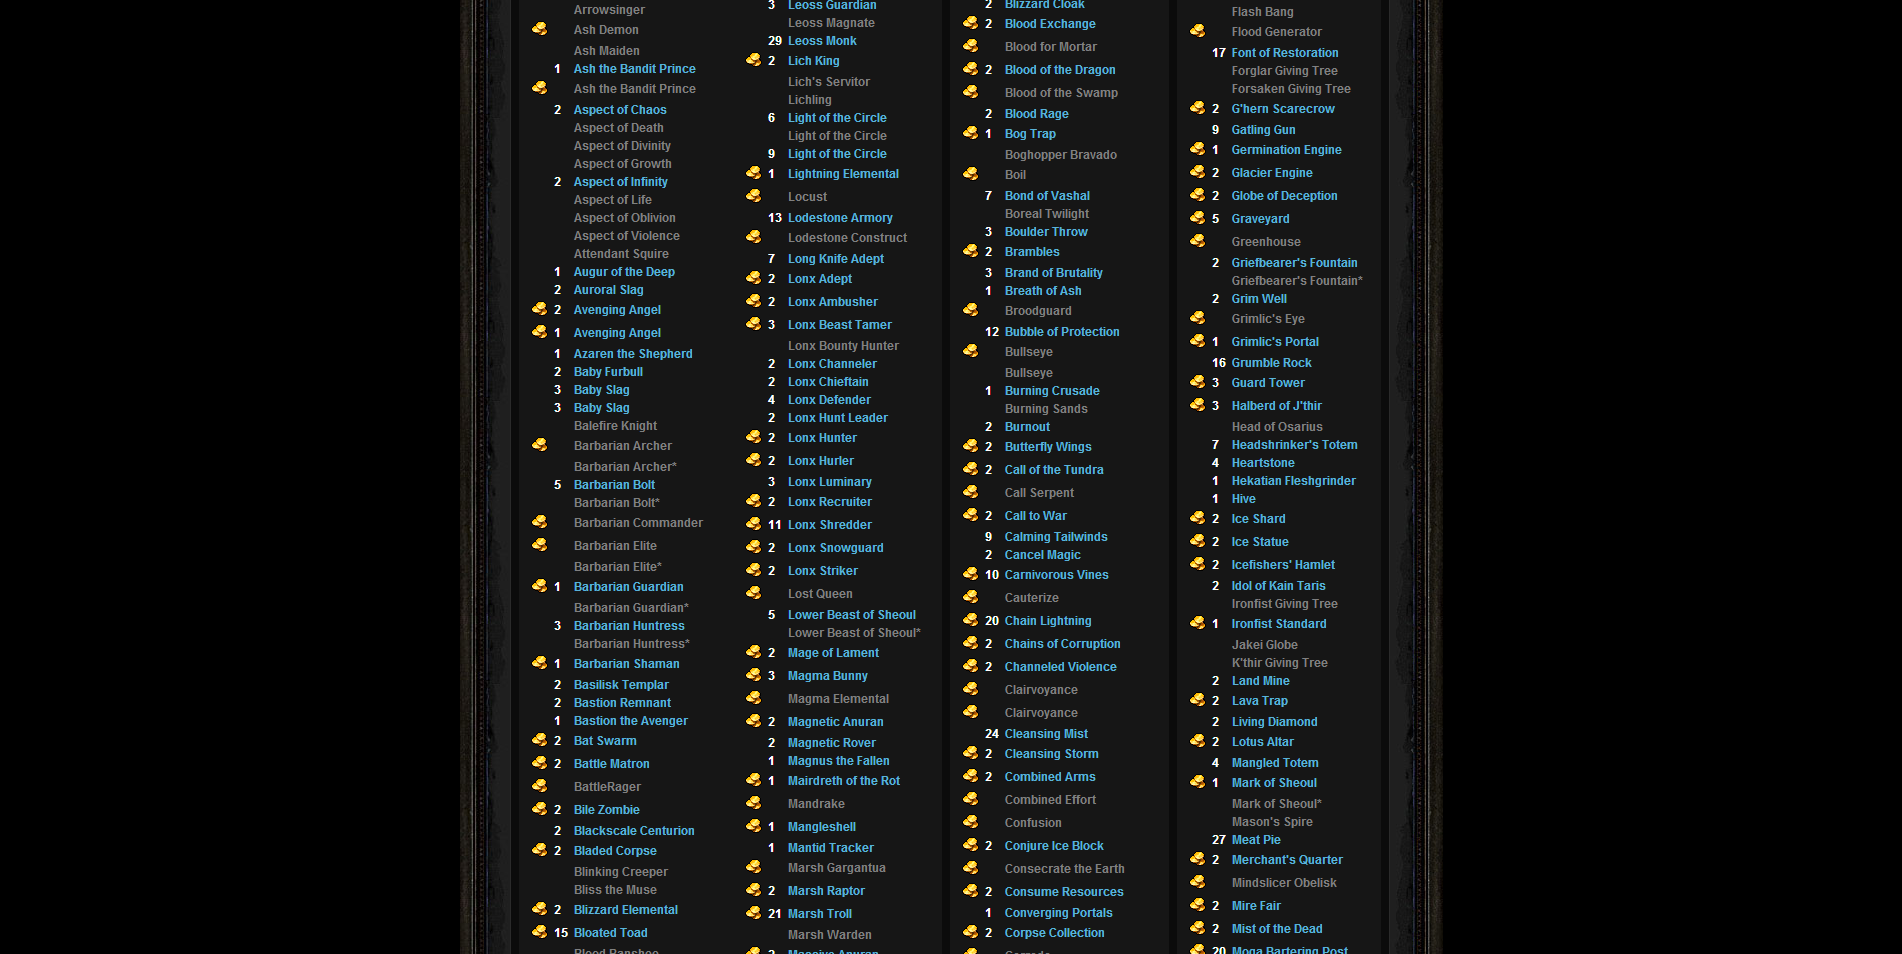 Arrowsinger
Ash Demon
Ash Maiden
1 Ash the Bandit Prince
Ash the Bandit Prince
2 Aspect of Chaos
Aspect of Death
Aspect of Divinity
Aspect of Growth
2 Aspect of Infinity
Aspect of Life
Aspect of Oblivion
Aspect of Violence
Attendant Squire
1 Augur of the Deep
2 Auroral Slag
2 Avenging Angel
1 Avenging Angel
1 Azaren the Shepherd
2 Baby Furbull
3 Baby Slag
3 Baby Slag
Balefire Knight
Barbarian Archer
Barbarian Archer*
5 Barbarian Bolt
Barbarian Bolt*
Barbarian Commander
Barbarian Elite
Barbarian Elite*
1 Barbarian Guardian
Barbarian Guardian*
3 Barbarian Huntress
Barbarian Huntress*
1 Barbarian Shaman
2 Basilisk Templar
2 Bastion Remnant
1 Bastion the Avenger
2 Bat Swarm
2 Battle Matron
BattleRager
2 Bile Zombie
2 Blackscale Centurion
2 Bladed Corpse
Blinking Creeper
Bliss the Muse
2 Blizzard Elemental
15 Bloated Toad
Blood Banshee
3 Leoss Guardian
Leoss Magnate
29 Leoss Monk
2 Lich King
Lich's Servitor
Lichling
6 Light of the Circle
Light of the Circle
9 Light of the Circle
1 Lightning Elemental
Locust
13 Lodestone Armory
Lodestone Construct
7 Long Knife Adept
2 Lonx Adept
2 Lonx Ambusher
3 Lonx Beast Tamer
Lonx Bounty Hunter
2 Lonx Channeler
2 Lonx Chieftain
4 Lonx Defender
2 Lonx Hunt Leader
2 Lonx Hunter
2 Lonx Hurler
3 Lonx Luminary
2 Lonx Recruiter
11 Lonx Shredder
2 Lonx Snowguard
2 Lonx Striker
Lost Queen
5 Lower Beast of Sheoul
Lower Beast of Sheoul*
2 Mage of Lament
3 Magma Bunny
Magma Elemental
2 Magnetic Anuran
2 Magnetic Rover
1 Magnus the Fallen
1 Mairdreth of the Rot
Mandrake
1 Mangleshell
1 Mantid Tracker
Marsh Gargantua
2 Marsh Raptor
21 Marsh Troll
Marsh Warden
2 Massive Anuran
2 Blizzard Cloak
2 Blood Exchange
Blood for Mortar
2 Blood of the Dragon
Blood of the Swamp
2 Blood Rage
1 Bog Trap
Boghopper Bravado
Boil
7 Bond of Vashal
Boreal Twilight
3 Boulder Throw
2 Brambles
3 Brand of Brutality
1 Breath of Ash
Broodguard
12 Bubble of Protection
Bullseye
Bullseye
1 Burning Crusade
Burning Sands
2 Burnout
2 Butterfly Wings
2 Call of the Tundra
Call Serpent
2 Call to War
9 Calming Tailwinds
2 Cancel Magic
10 Carnivorous Vines
Cauterize
20 Chain Lightning
2 Chains of Corruption
2 Channeled Violence
Clairvoyance
Clairvoyance
24 Cleansing Mist
2 Cleansing Storm
2 Combined Arms
Combined Effort
Confusion
2 Conjure Ice Block
Consecrate the Earth
2 Consume Resources
1 Converging Portals
2 Corpse Collection
Flash Bang
Flood Generator
17 Font of Restoration
Forglar Giving Tree
Forsaken Giving Tree
2 G'hern Scarecrow
9 Gatling Gun
1 Germination Engine
2 Glacier Engine
2 Globe of Deception
5 Graveyard
Greenhouse
2 Griefbearer's Fountain
Griefbearer's Fountain*
2 Grim Well
Grimlic's Eye
1 Grimlic's Portal
16 Grumble Rock
3 Guard Tower
3 Halberd of J'thir
Head of Osarius
7 Headshrinker's Totem
4 Heartstone
1 Hekatian Fleshgrinder
1 Hive
2 Ice Shard
2 Ice Statue
2 Icefishers' Hamlet
2 Idol of Kain Taris
Ironfist Giving Tree
1 Ironfist Standard
Jakei Globe
K'thir Giving Tree
2 Land Mine
2 Lava Trap
2 Living Diamond
2 Lotus Altar
4 Mangled Totem
1 Mark of Sheoul
Mark of Sheoul*
Mason's Spire
27 Meat Pie
2 Merchant's Quarter
Mindslicer Obelisk
2 Mire Fair
2 Mist of the Dead
20 Moga Bartering Post